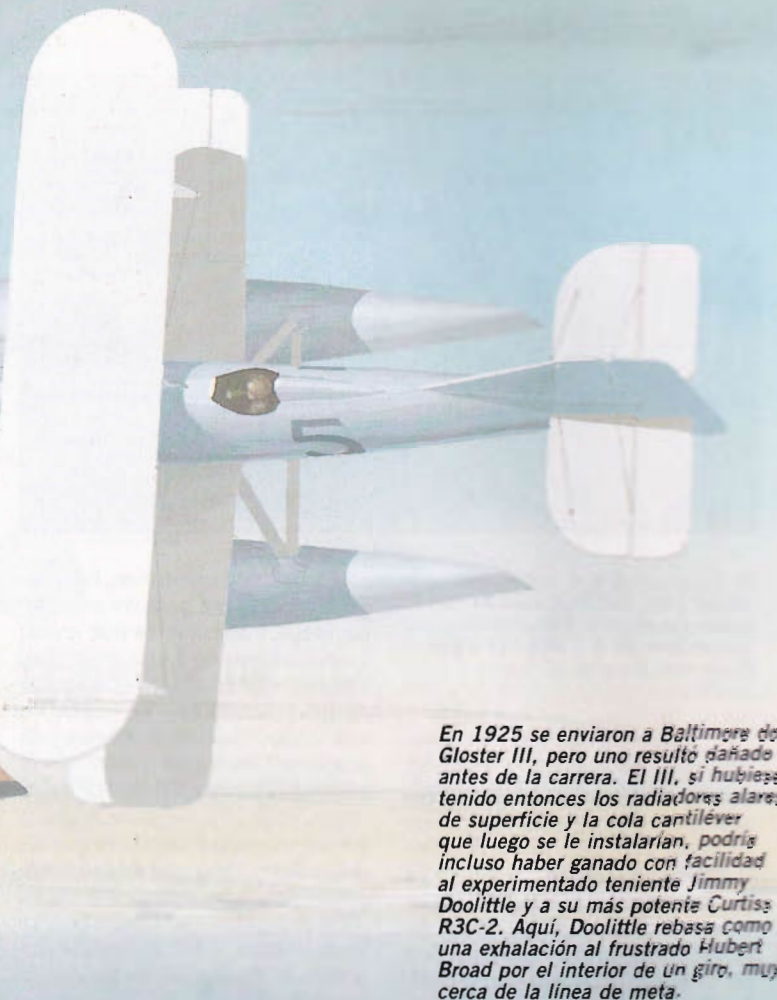 5
En 1925 se enviaron a Baltimore do
Gloster III, pero uno resultó dañado
antes de la carrera. El III, si hubiese
tenido entonces los radiadores alares
de superficie y la cola cantiléver
que luego se le instalarían, podría
incluso haber ganado con facilidad
al experimentado teniente Jimmy
Doolittle y a su más potente Curtiss
R3C-2. Aquí, Doolittle rebasa como
una exhalación al frustrado Hubert
Broad por el interior de un giro, muy
cerca de la línea de meta.